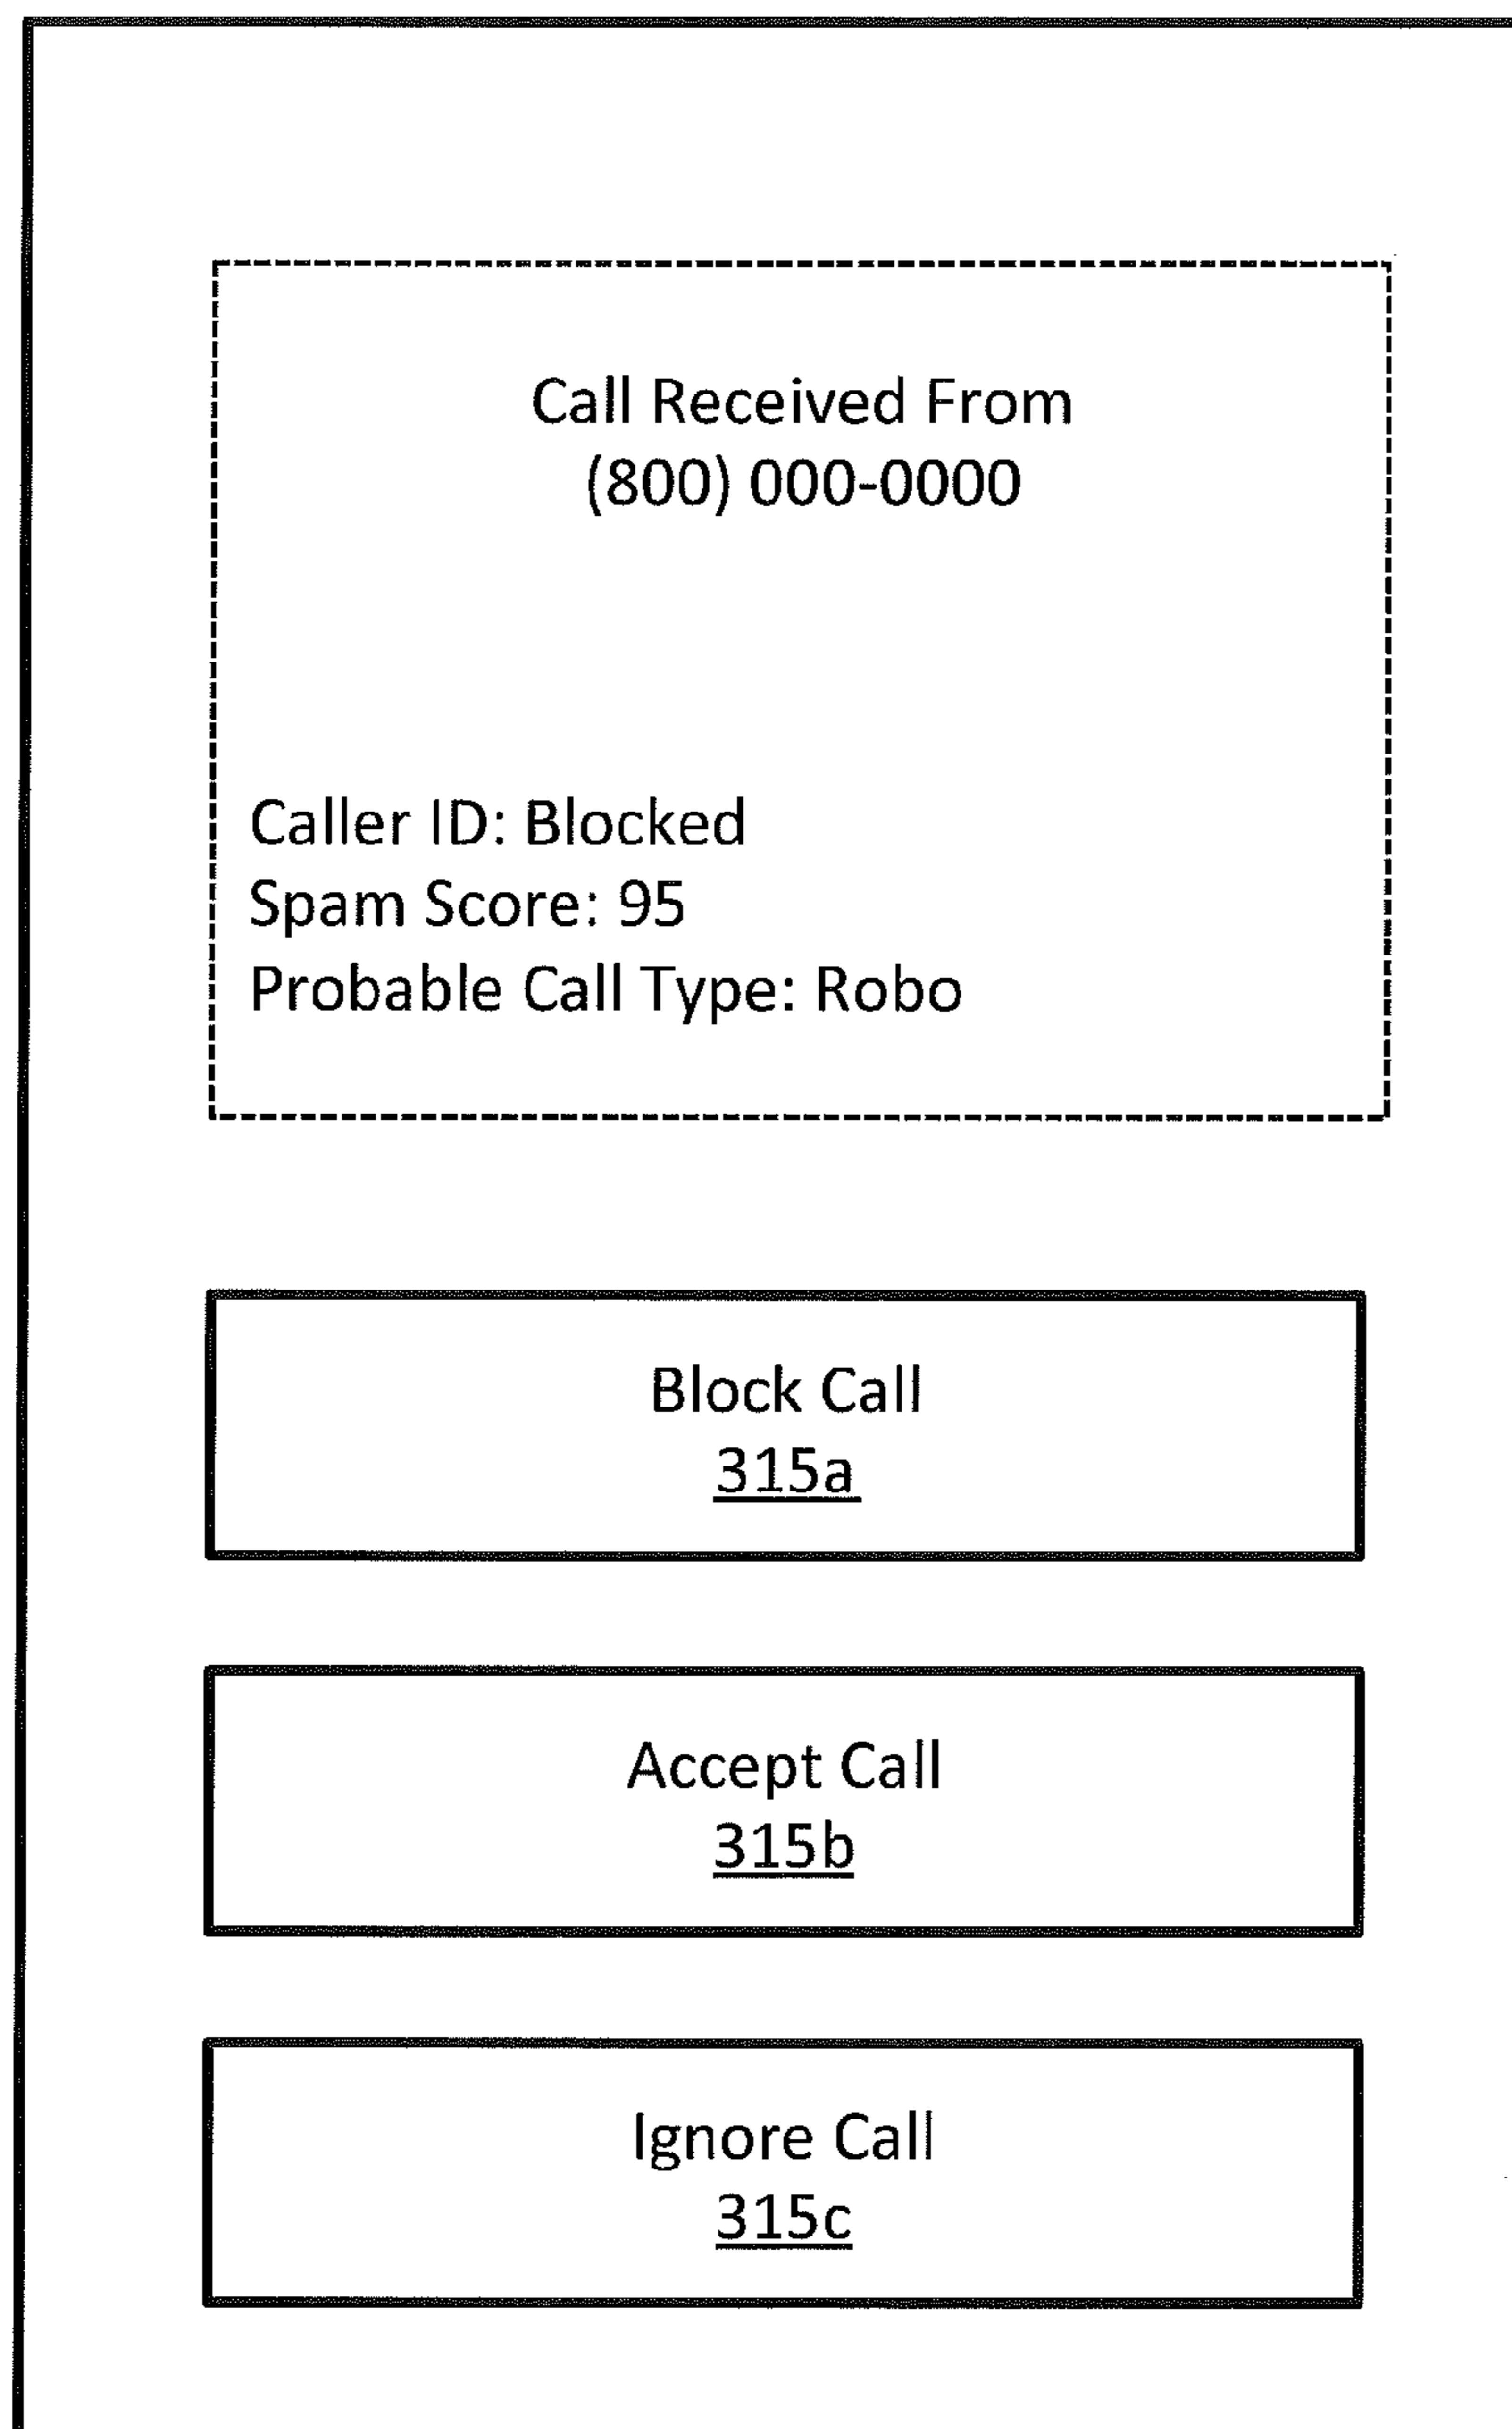 Call Received From
(800) 000-0000
Caller ID: Blocked
Spam Score: 95
Probable Call Type: Robo
Block Call
315a
Accept Call
315b
Ignore Call
315c